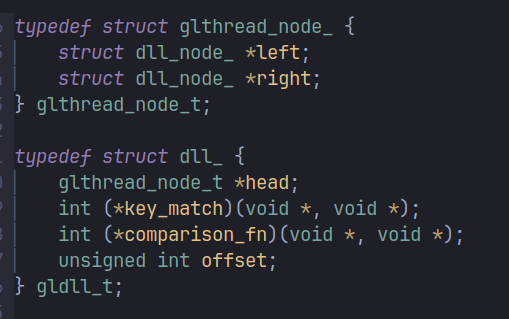 typedef struct glthread_node_ {
    struct dll_node_ *left;
    struct dll_node_ *right;
} glthread_node_t;

typedef struct dll_ {
    glthread_node_t *head;
    int (*key_match)(void *, void *);
    int (*comparison_fn)(void *, void *);
    unsigned int offset;
} gldll_t;